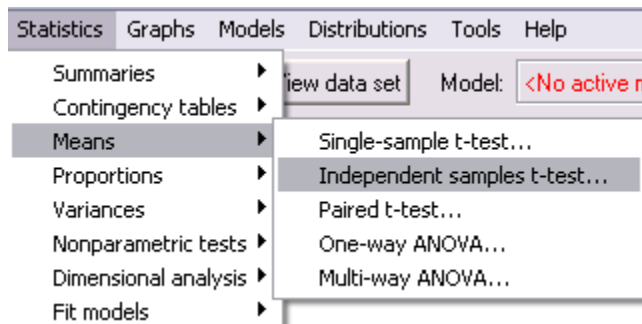 Statistics Graphs Models Distributions Tools Help
Summaries
iew data set Model: <No active
Contingency tables
Means
Single-sample t-test...
Proportions
Independent samples t-test...
Variances
Paired t-test...
Nonparametric tests
One-way ANOVA...
Dimensional analysis
Multi-way ANOVA...
Fit models